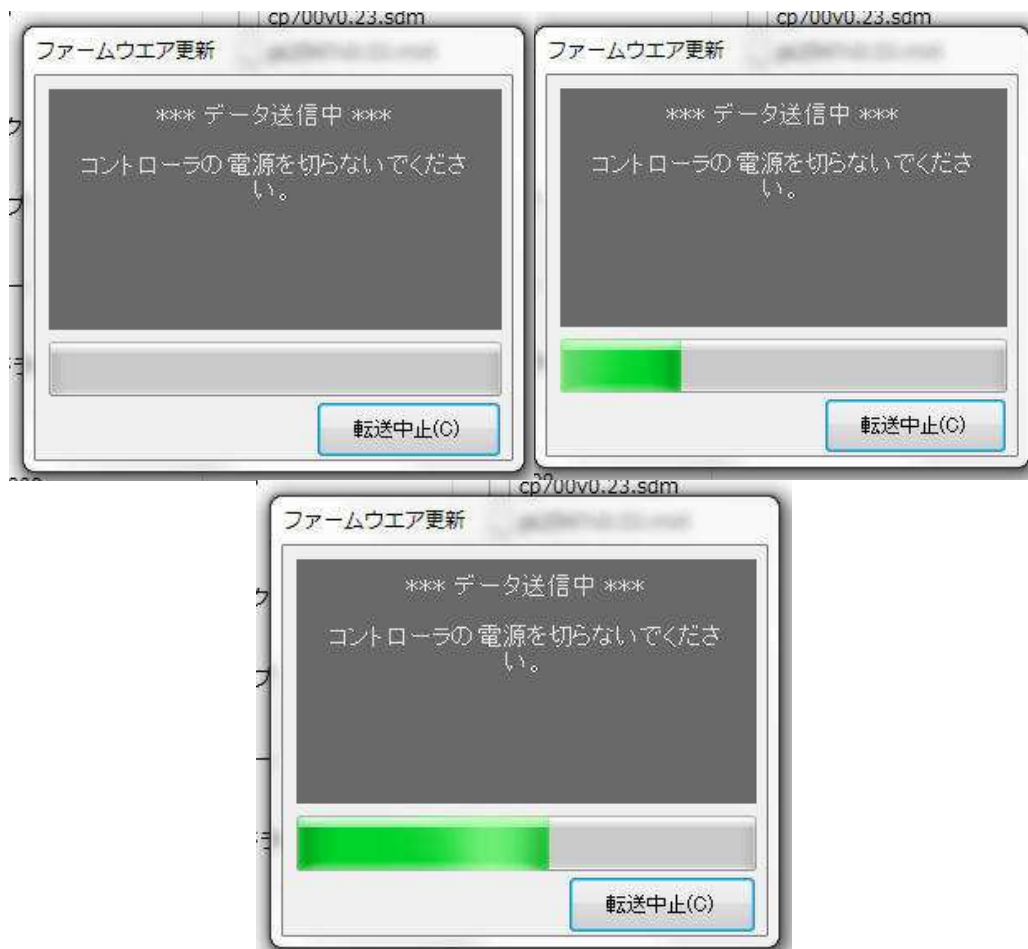 cp700v0.23.sdm
ファームウエア更新
*** データ送信中 ***
コントローラの電源を切らないでくださ
い。
転送中止(C)
cp700v0.23.sdm
ファームウエア更新
*** データ送信中 ***
コントローラの電源を切らないでくださ
い。
転送中止(C)
cp700v0.23.sdm
ファームウエア更新
*** データ送信中 ***
コントローラの電源を切らないでくださ
い。
転送中止(C)